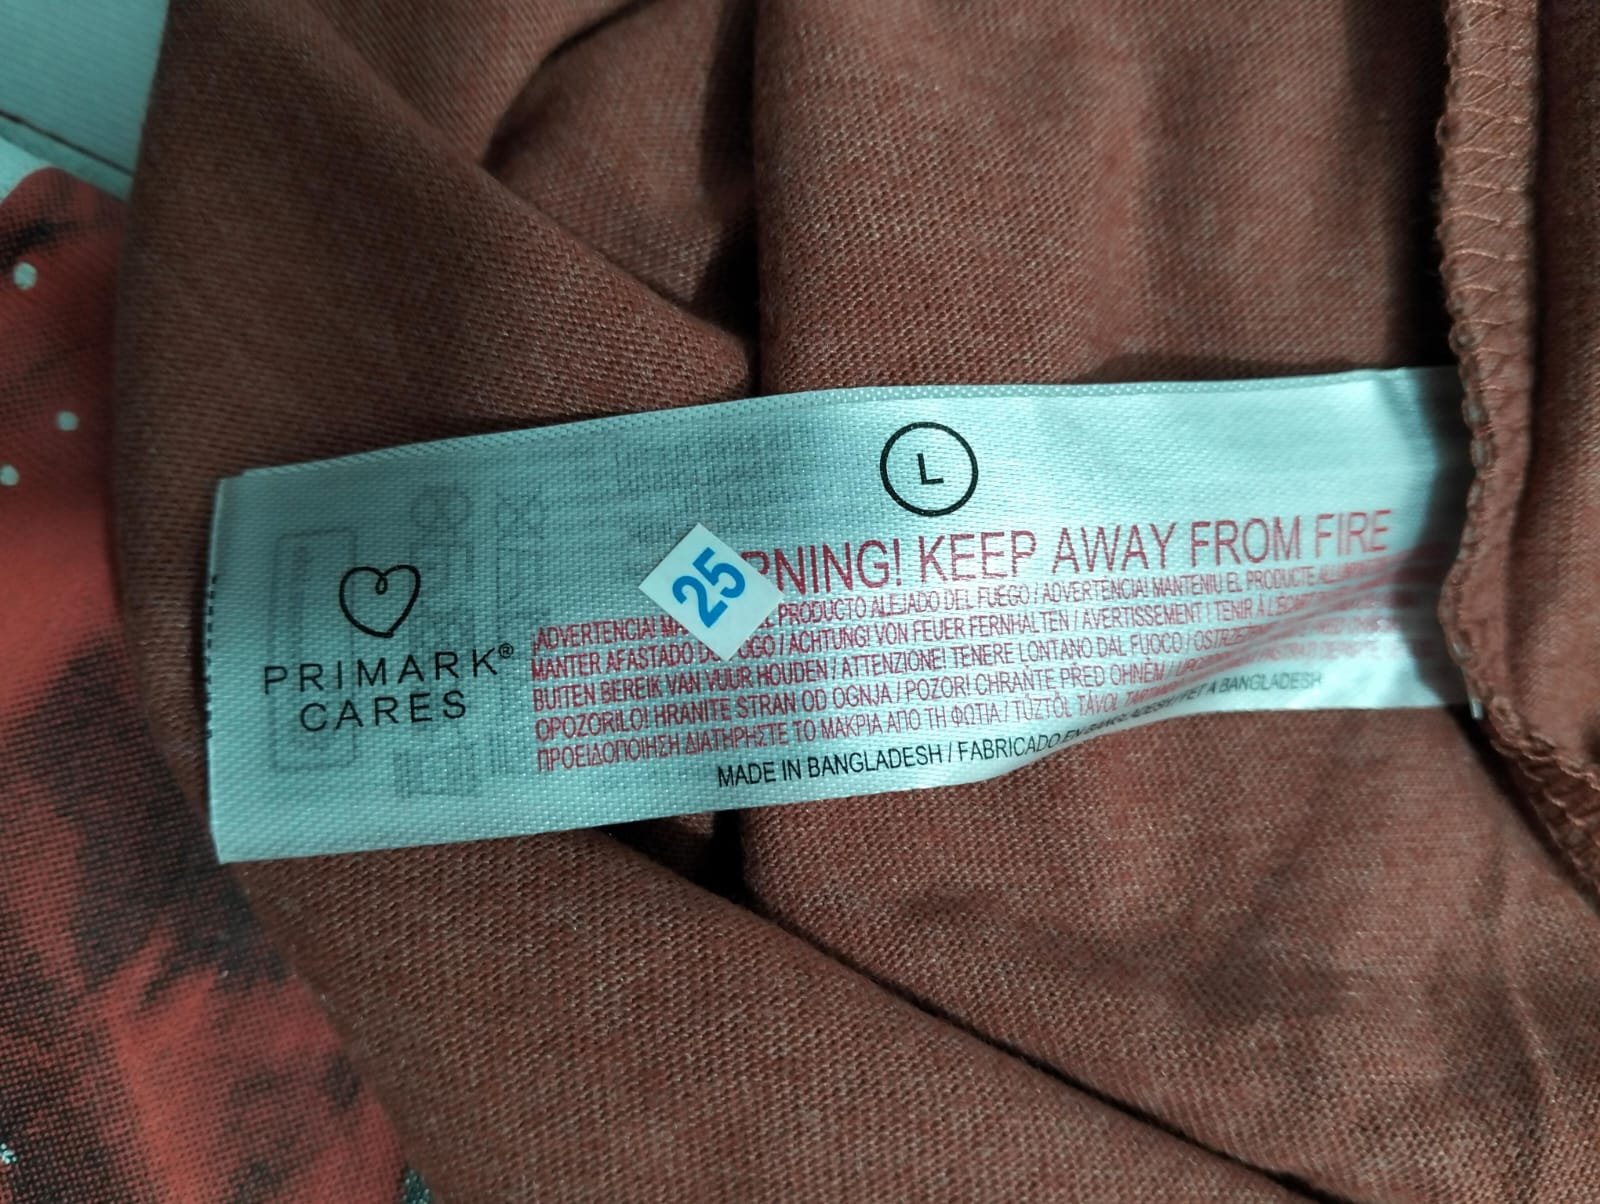 L
25
RNING! KEEP AWAY FROM FIRE
¡ADVERTENCIA! PRODUCTO ALEJADO DEL FUEGO / ADVERTÊNCIA! MANTENIU EL PRODUCTE
MANTER AFASTADO DO FOGO / ACHTUNG! VON FEUER FERNHALTEN / AVERTISSEMENT ! TENIR À
BUITEN BEREIK VAN VUUR HOUDEN / ATTENZIONE! TENERE LONTANO DAL FUOCO /
OPOZORILO! HRANITE STRAN OD OGNJA / POZOR! CHRAŇTE PŘED OHNĚM /
ΠΡΟΕΙΔΟΠΟΙΗΣΗ ΔΙΑΤΗΡΗΣΤΕ ΤΟ ΜΑΚΡΙΑ ΑΠΟ ΤΗ ΦΩΤΙΑ / TŰZTŐL TÁVOL
MADE IN BANGLADESH / FABRICADO EN BANGLADESH / FET A BANGLADESH
PRIMARK®
CARES